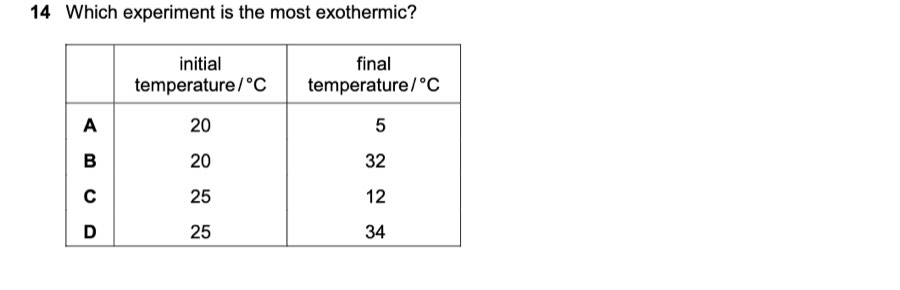 14 Which experiment is the most exothermic?
initial temperature / °C
final temperature / °C
A 20 5
B 20 32
C 25 12
D 25 34